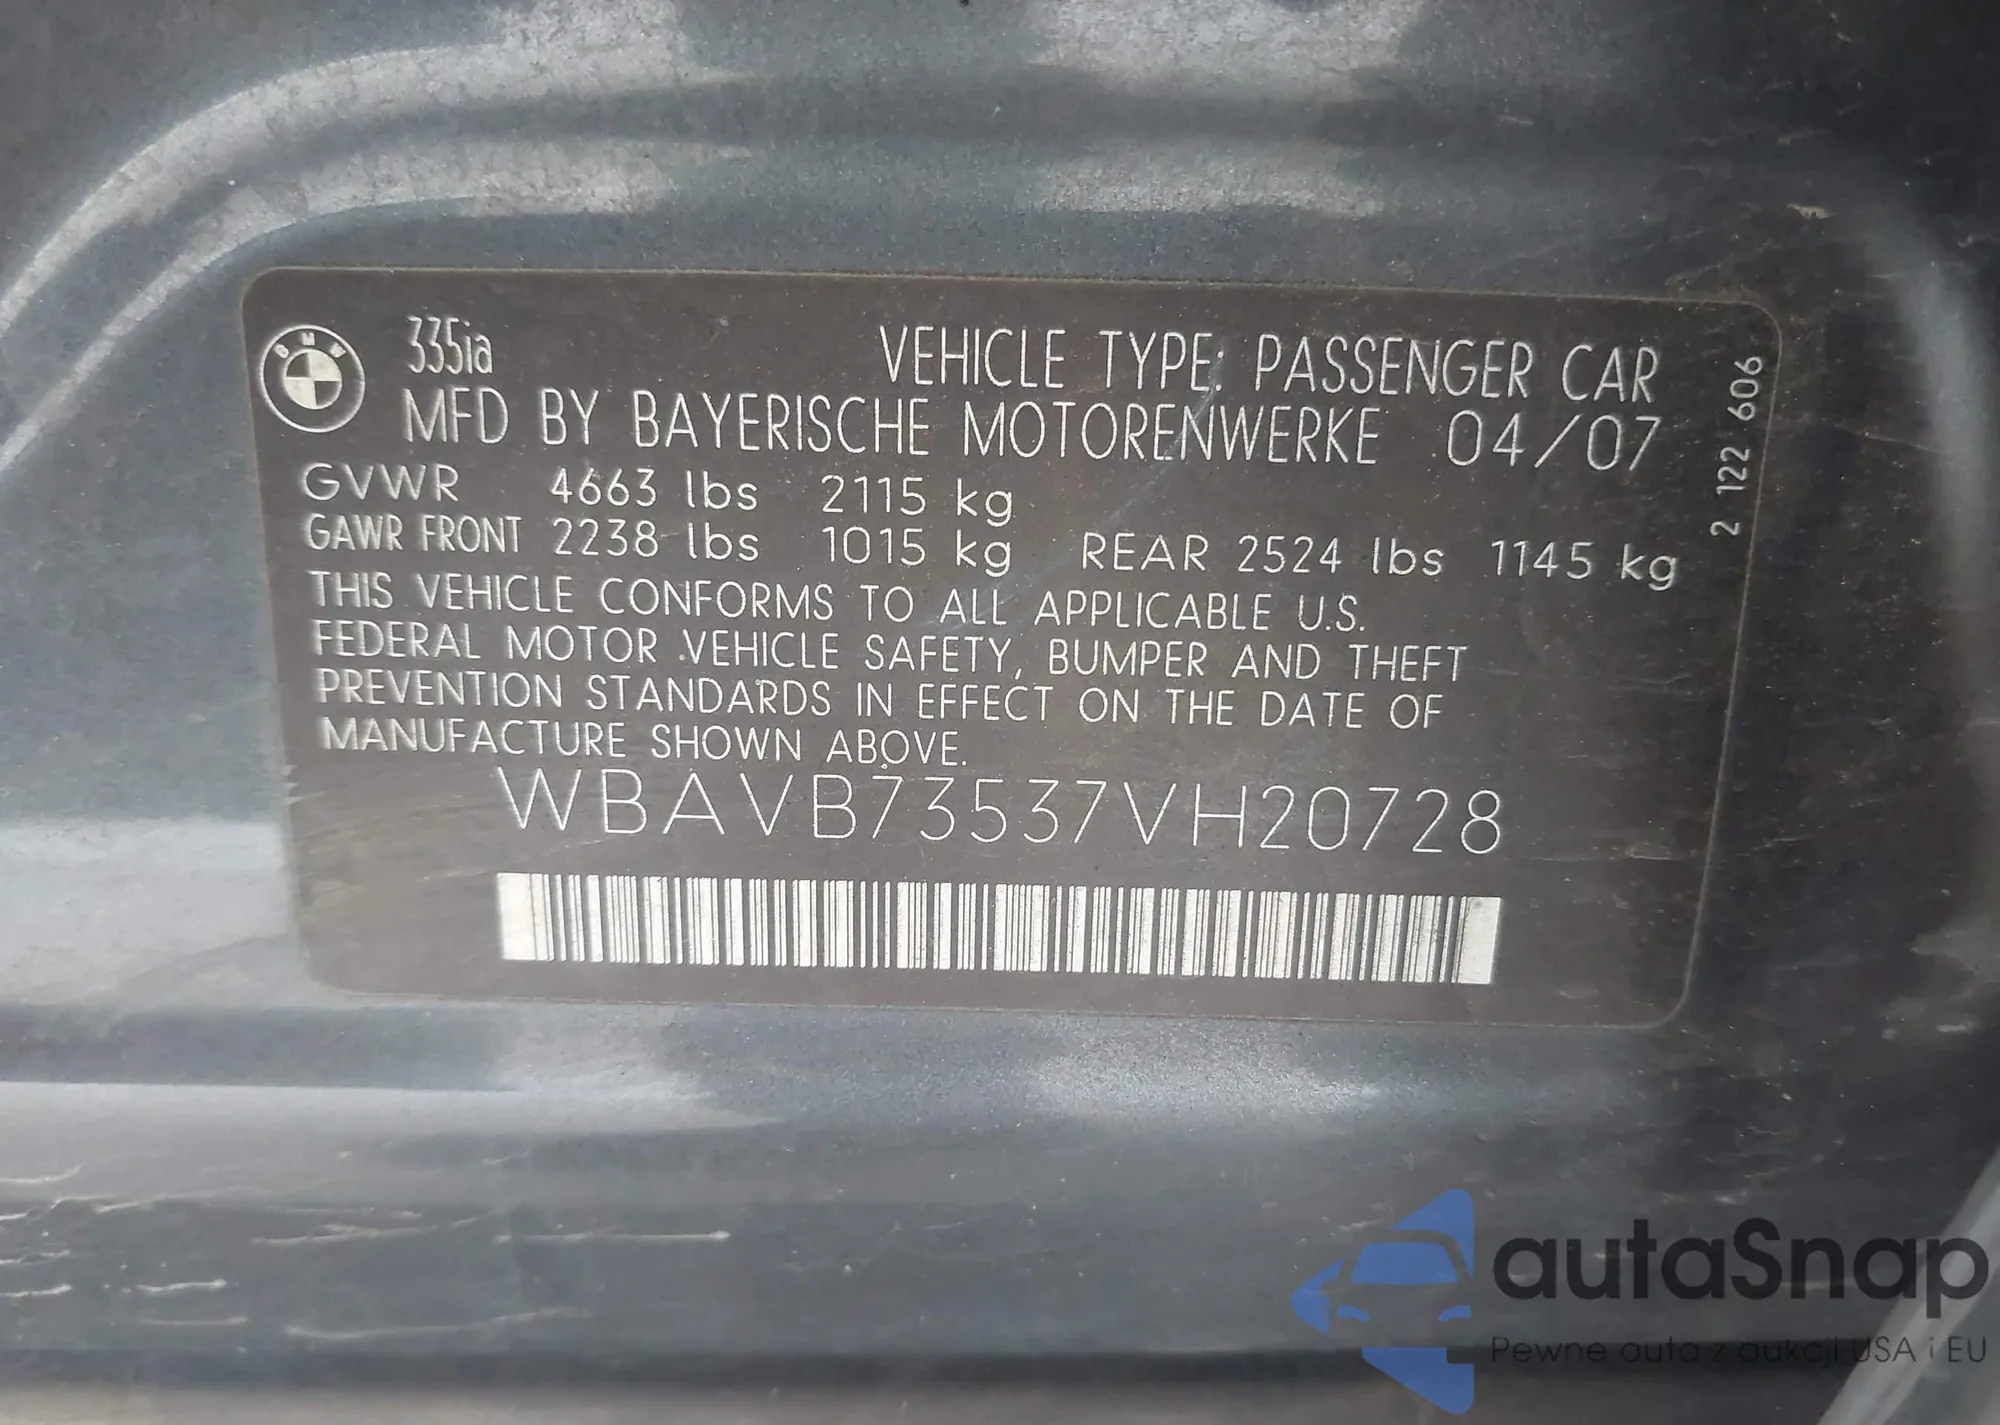 BMW
335ia
VEHICLE TYPE: PASSENGER CAR
MFD BY BAYERISCHE MOTORENWERKE 04/07
GVWR 4663 lbs 2115 kg
GAWR FRONT 2238 lbs 1015 kg REAR 2524 lbs 1145 kg
THIS VEHICLE CONFORMS TO ALL APPLICABLE U.S.
FEDERAL MOTOR VEHICLE SAFETY, BUMPER AND THEFT
PREVENTION STANDARDS IN EFFECT ON THE DATE OF
MANUFACTURE SHOWN ABOVE.
WBAVB73537VH20728
2 122 606
autaSnap
Pewne auta z aukcji USA i EU